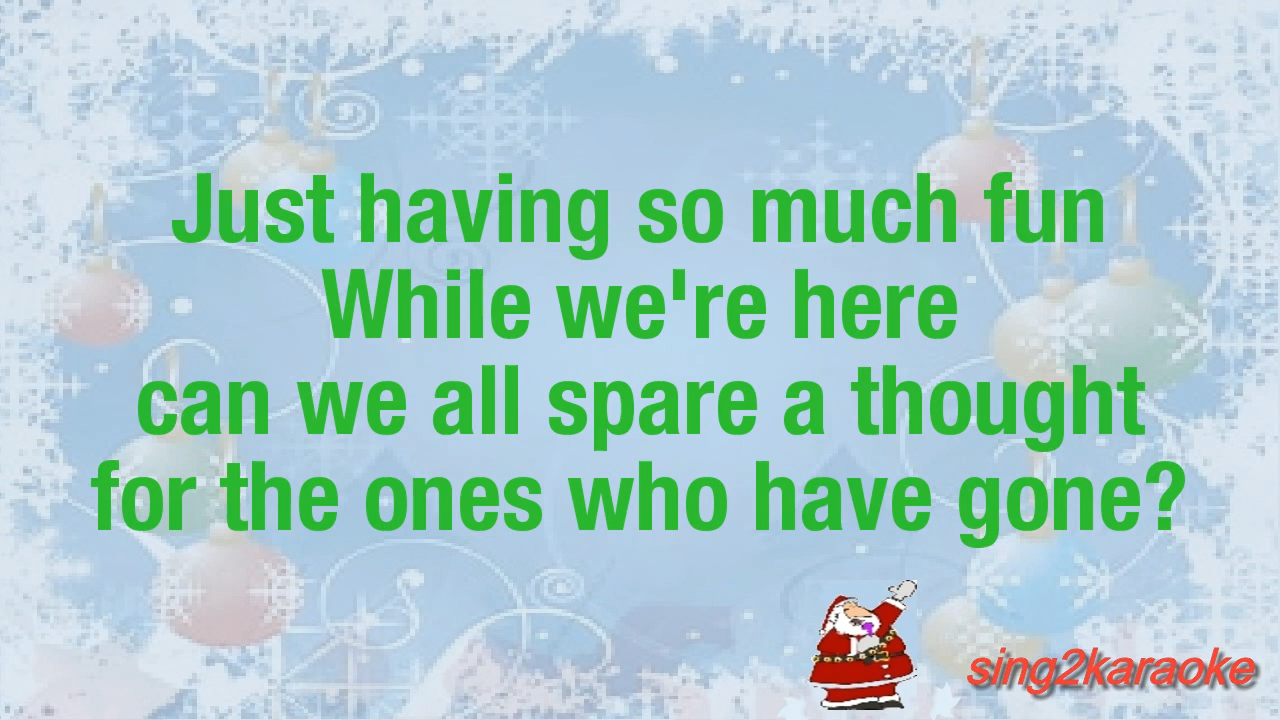 Just having so much fun
While we're here
can we all spare a thought
for the ones who have gone?
sing2karaoke